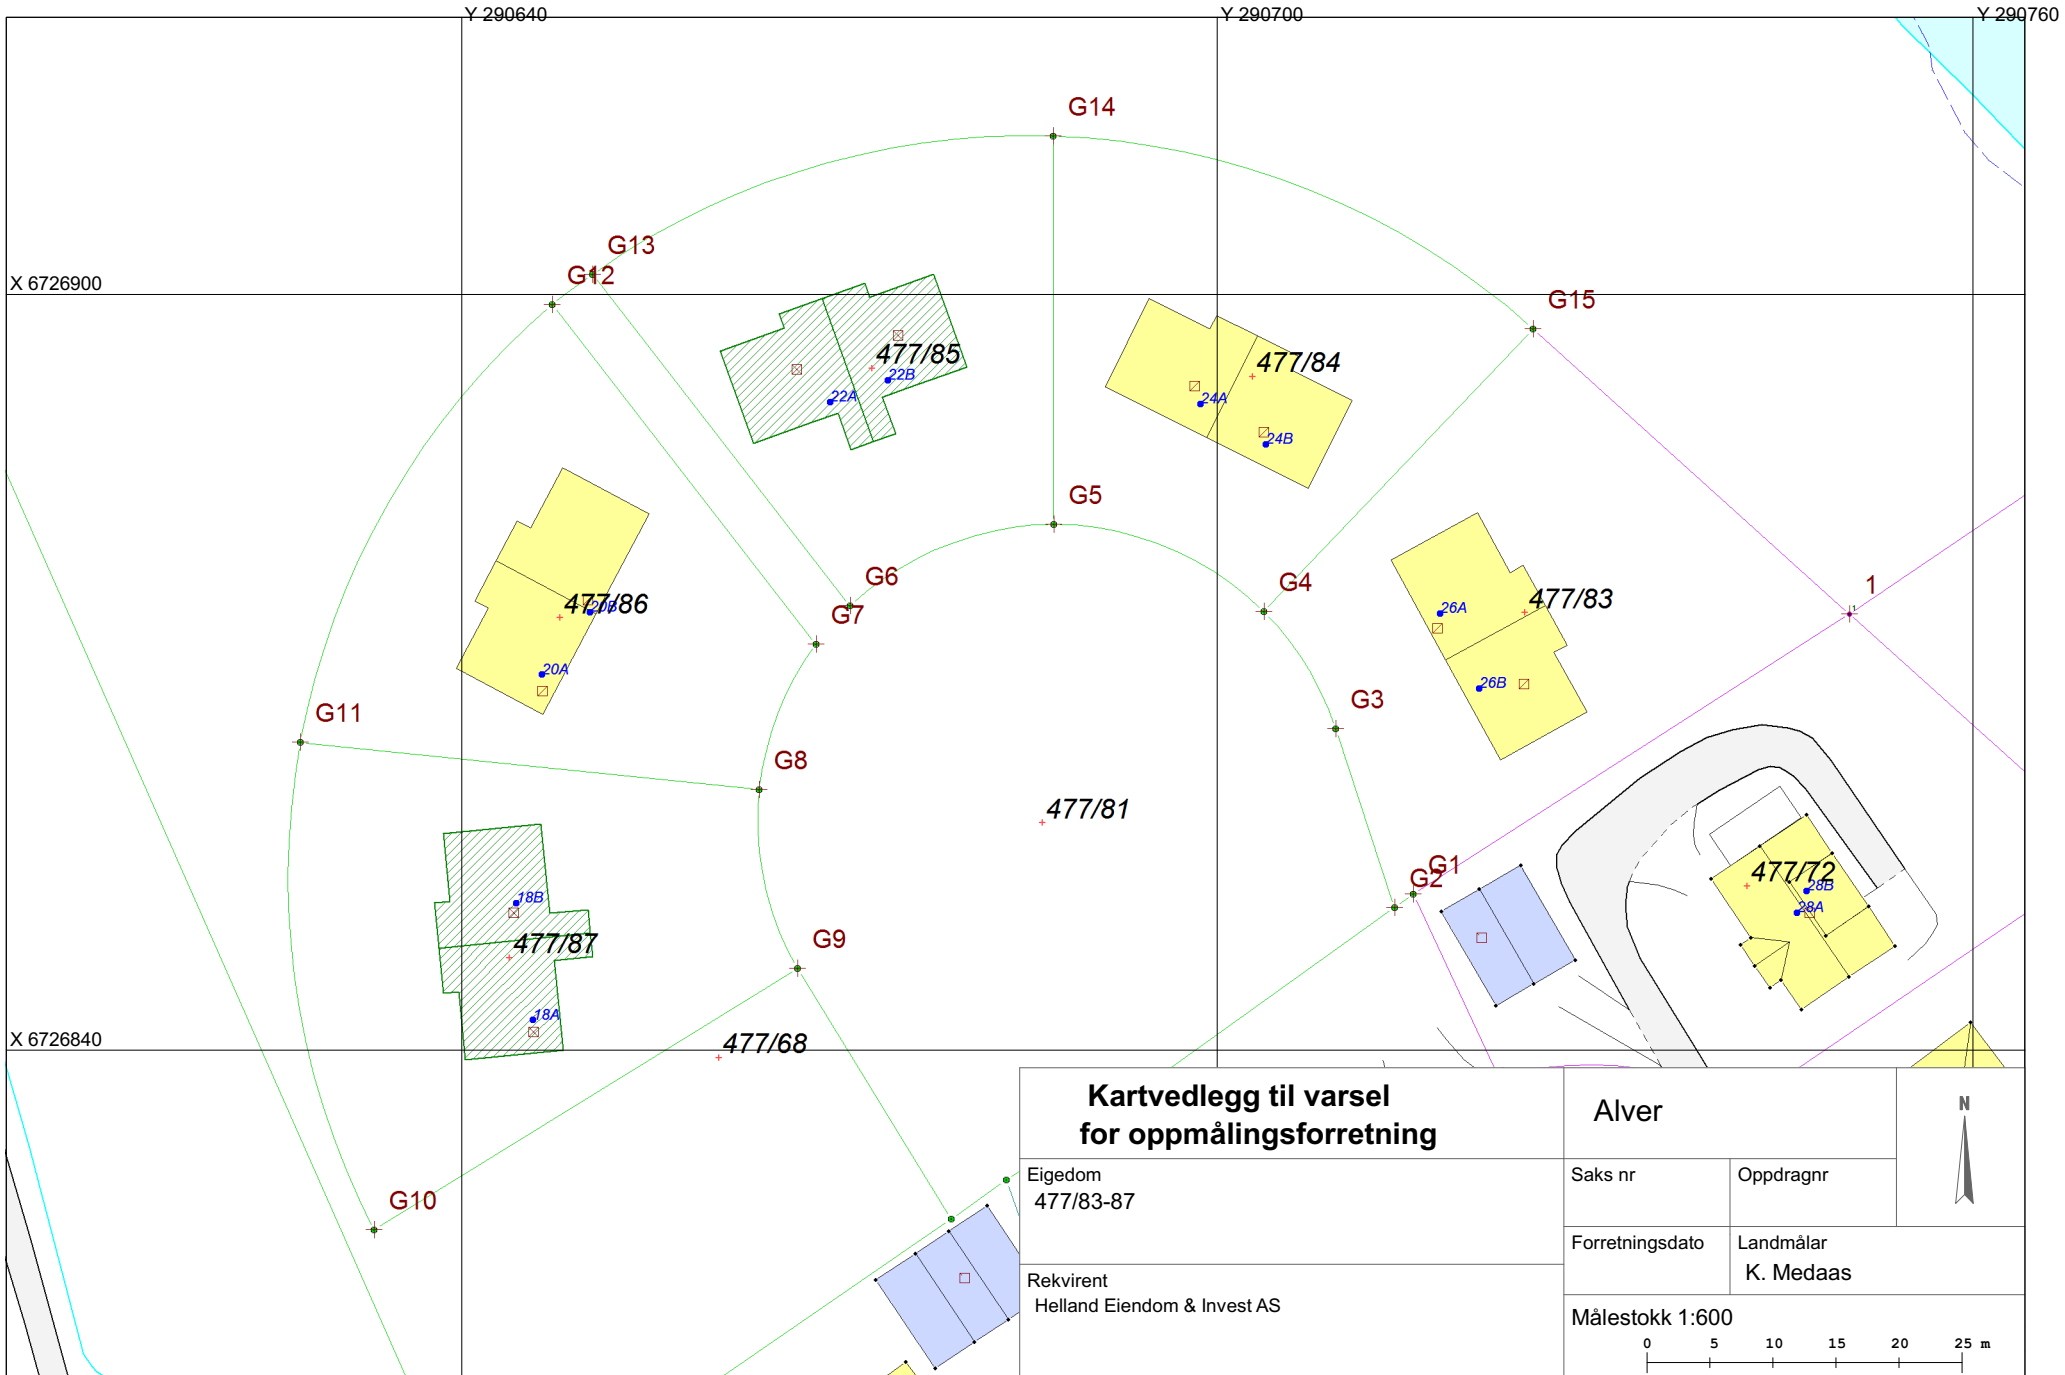 Y 290640
Y 290700
Y 290760
G14
G13
G12
X 6726900
G15
477/85
22B
22A
477/84
24A
24B
G5
G6
G4
G7
1
1
477/86
20B
20A
477/83
26A
26B
G11
G3
G8
477/81
G1
G2
477/72
28B
28A
18B
477/87
18A
G9
477/68
X 6726840
G10
Kartvedlegg til varsel
for oppmålingsforretning
Alver
N
Eigedom
477/83-87
Saks nr
Oppdragnr
Forretningsdato
Landmålar
K. Medaas
Rekvirent
Helland Eiendom & Invest AS
Målestokk 1:600
0 5 10 15 20 25 m